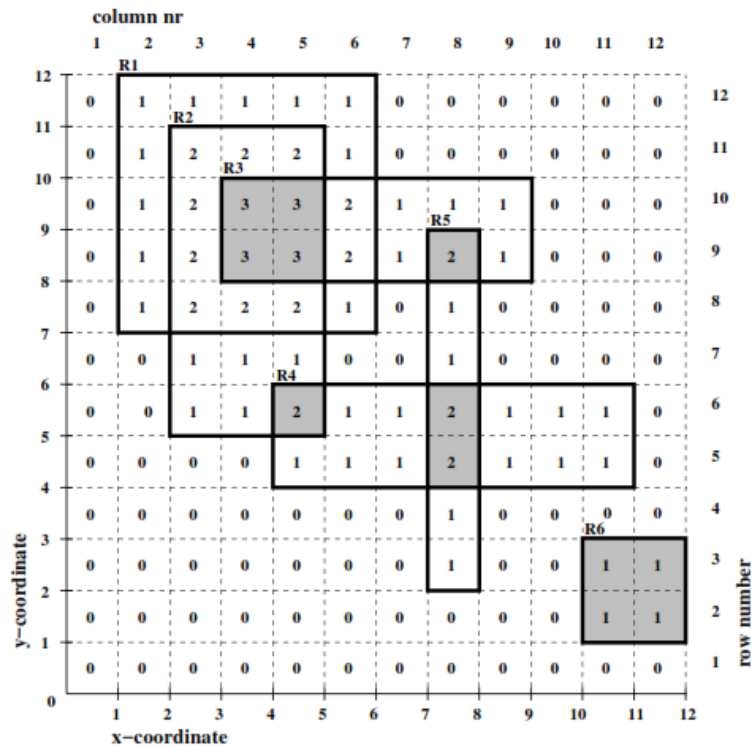 column nr
1 2 3 4 5 6 7 8 9 10 11 12
R1
12
0 1 1 1 1 1 0 0 0 0 0 0 12
11 R2
0 1 2 2 2 1 0 0 0 0 0 0 11
10 R3
0 1 2 3 3 2 1 1 1 0 0 0 10
9 R5
0 1 2 3 3 2 1 2 1 0 0 0 9
8
0 1 2 2 2 1 0 1 0 0 0 0 8
7
0 0 1 1 1 0 0 1 0 0 0 0 7
6 R4
0 0 1 1 2 1 1 2 1 1 1 0 6
5
0 0 0 0 1 1 1 2 1 1 1 0 5
4
0 0 0 0 0 0 0 1 0 0 0 0 4
3 R6
0 0 0 0 0 0 0 1 0 0 1 1 3
2
0 0 0 0 0 0 0 0 0 0 1 1 2
1
0 0 0 0 0 0 0 0 0 0 0 0 1
0
1 2 3 4 5 6 7 8 9 10 11 12
x-coordinate
y-coordinate
row number